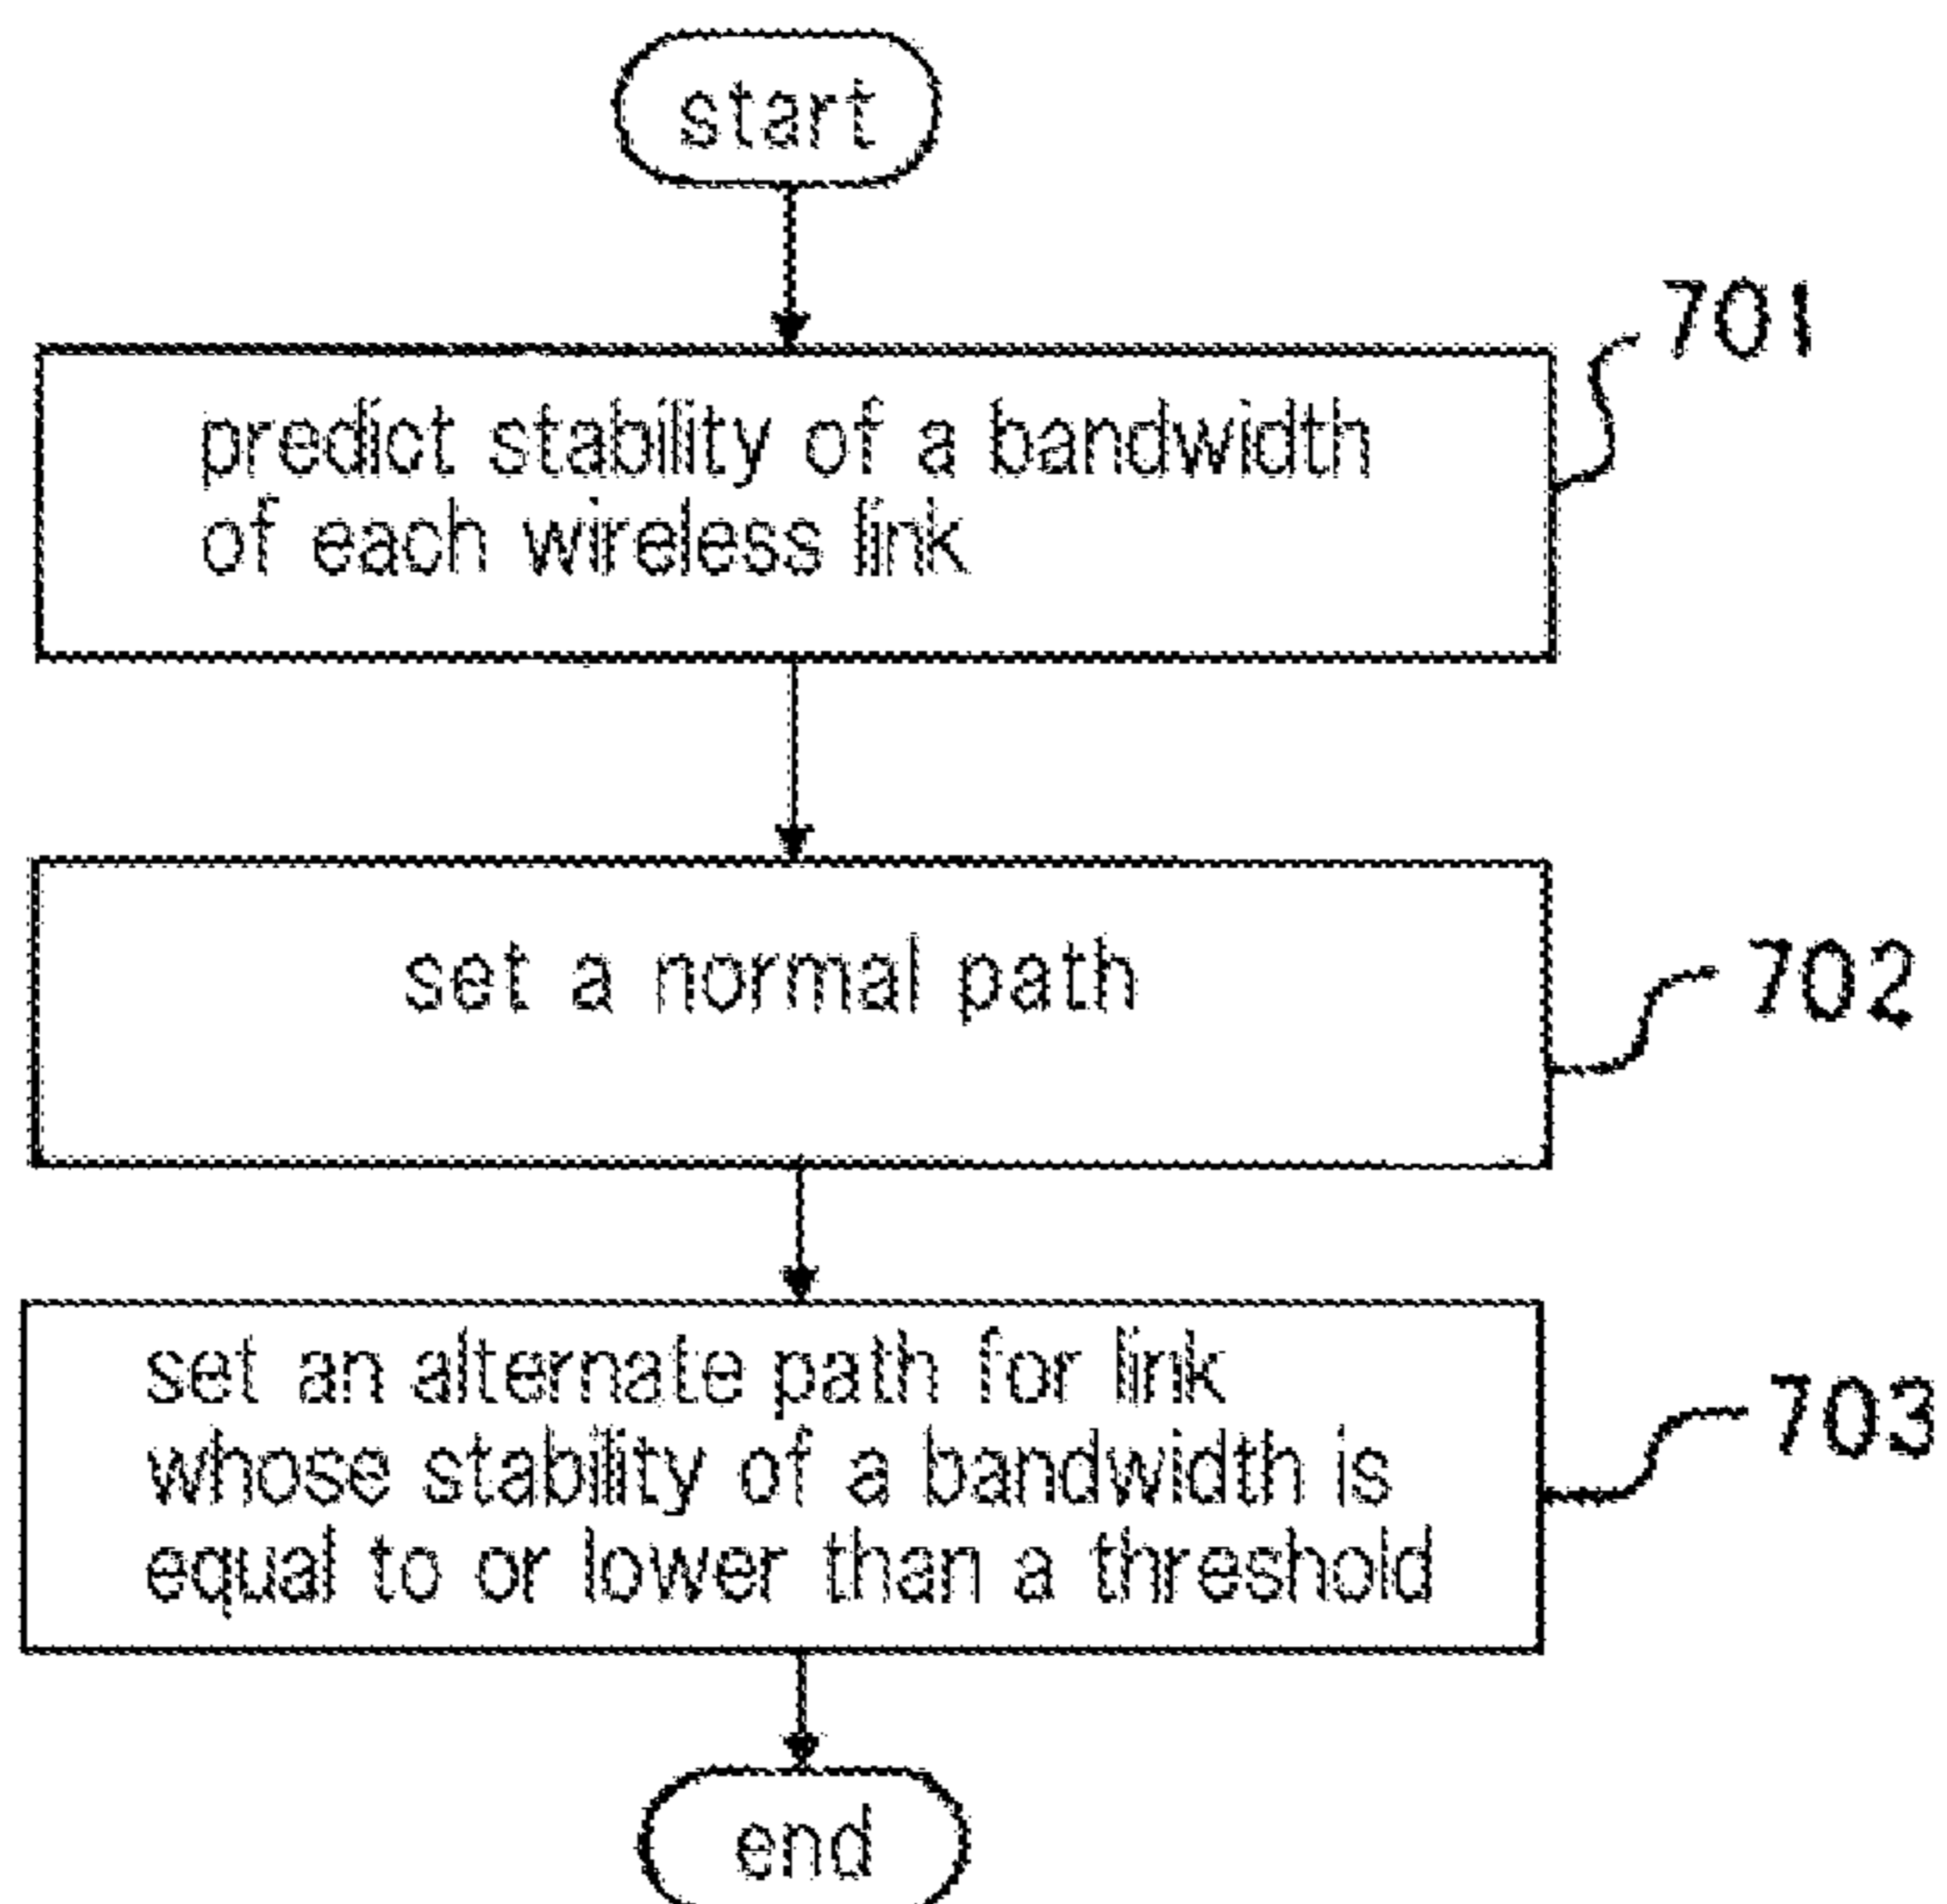 start
701
predict stability of a bandwidth
of each wireless link
set a normal path
702
set an alternate path for link
703
whose stability of a bandwidth is
equal to or lower than a threshold
end